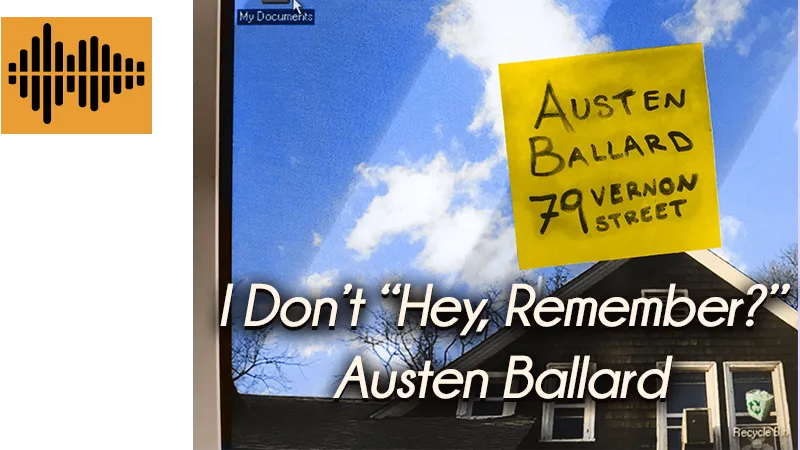 My Documents
AUSTEN
BALLARD
79 VERNON
STREET
I Don't “Hey, Remember?”
Austen Ballard
Recycle Bin